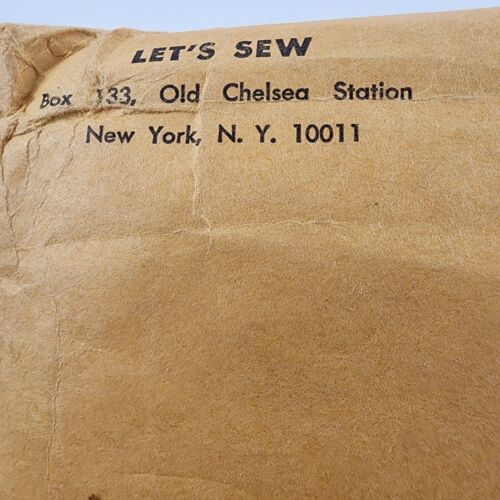 LET'S SEW
Box 133, Old Chelsea Station
New York, N. Y. 10011